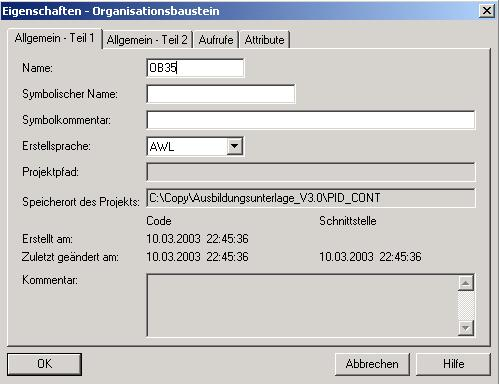 Eigenschaften - Organisationsbaustein
Allgemein - Teil 1 Allgemein - Teil 2 Aufrufe Attribute
Name: OB35
Symbolischer Name:
Symbolkommentar:
Erstellsprache: AWL
Projektpfad:
Speicherort des Projekts: C:\Copy\Ausbildungsunterlage_V3.0\PID_CONT
Code Schnittstelle
Erstellt am: 10.03.2003 22:45:36
Zuletzt geändert am: 10.03.2003 22:45:36 10.03.2003 22:45:36
Kommentar:
OK Abbrechen Hilfe